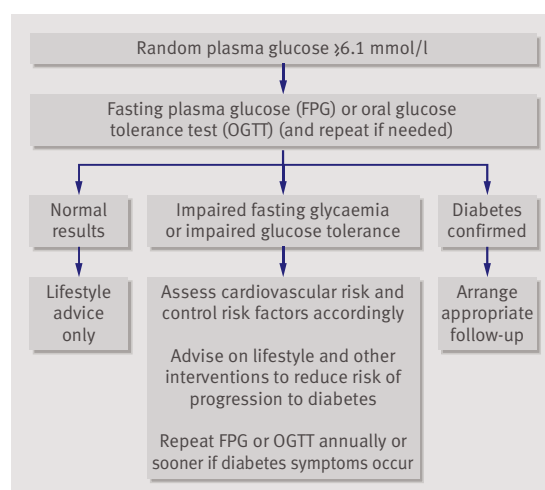 Random plasma glucose ≥6.1 mmol/l
Fasting plasma glucose (FPG) or oral glucose
tolerance test (OGTT) (and repeat if needed)
Normal
results
Impaired fasting glycaemia
or impaired glucose tolerance
Diabetes
confirmed
Lifestyle
advice
only
Assess cardiovascular risk and
control risk factors accordingly
Advise on lifestyle and other
interventions to reduce risk of
progression to diabetes
Repeat FPG or OGTT annually or
sooner if diabetes symptoms occur
Arrange
appropriate
follow-up